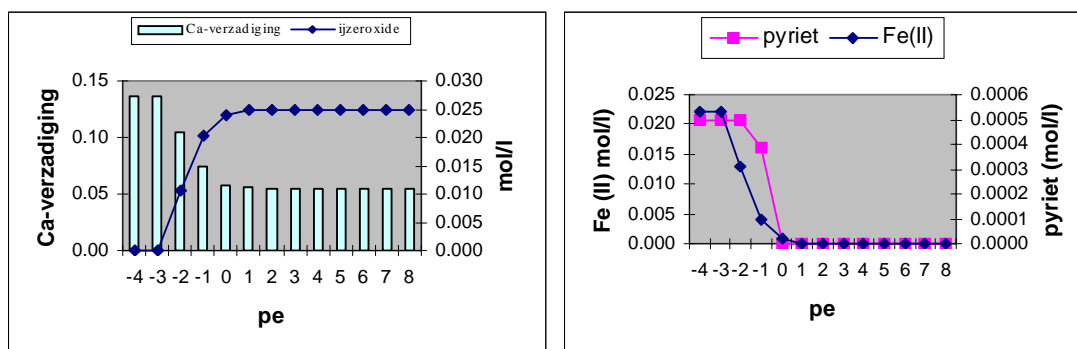 Ca-verzadiging ijzeroxide
Ca-verzadiging
0.15
0.10
0.05
0.00
0.030
0.025
0.020
0.015
0.010
0.005
0.000
mol/l
-4 -3 -2 -1 0 1 2 3 4 5 6 7 8
pe
pyriet Fe(II)
Fe (II) mol/l)
0.025
0.020
0.015
0.010
0.005
0.000
0.0006
0.0005
0.0004
0.0003
0.0002
0.0001
0.0000
pyriet (mol/l)
-4 -3 -2 -1 0 1 2 3 4 5 6 7 8
pe